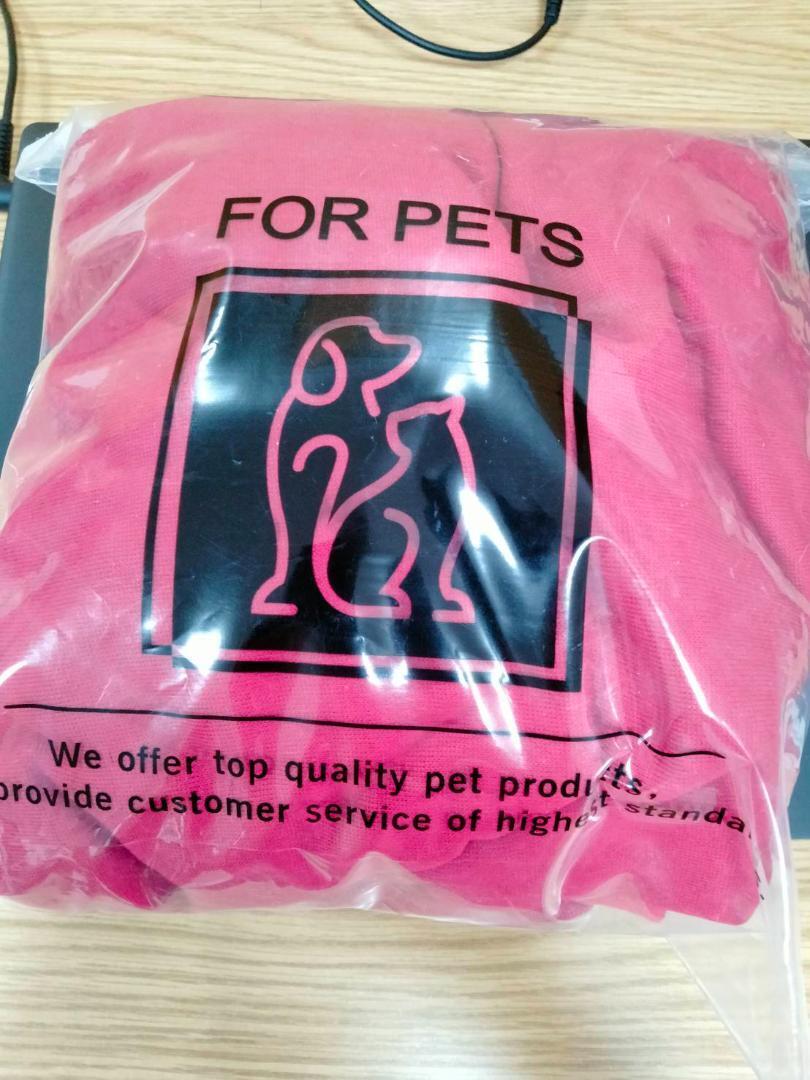 FOR PETS
We offer top quality pet products,
provide customer service of highest